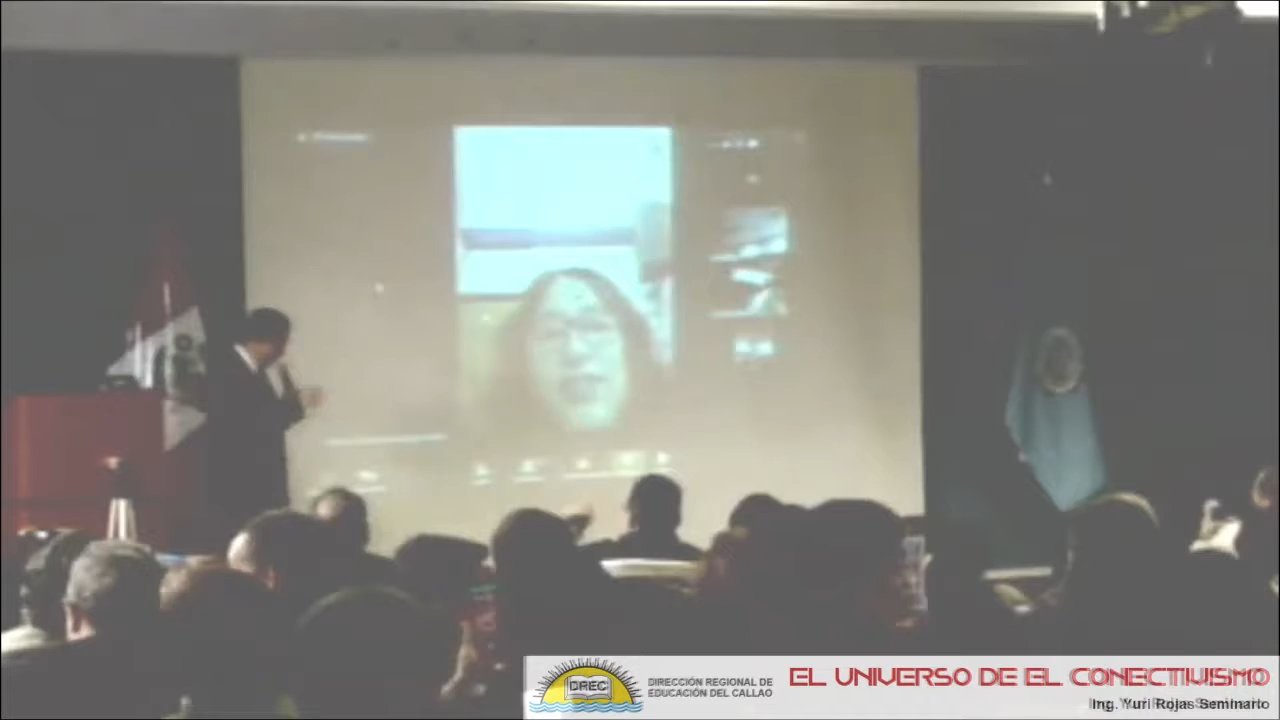 DREC
DIRECCIÓN REGIONAL DE
EDUCACIÓN DEL CALLAO
EL UNIVERSO DE EL CONECTIVISMO
Ing. Yuri Rojas Seminario